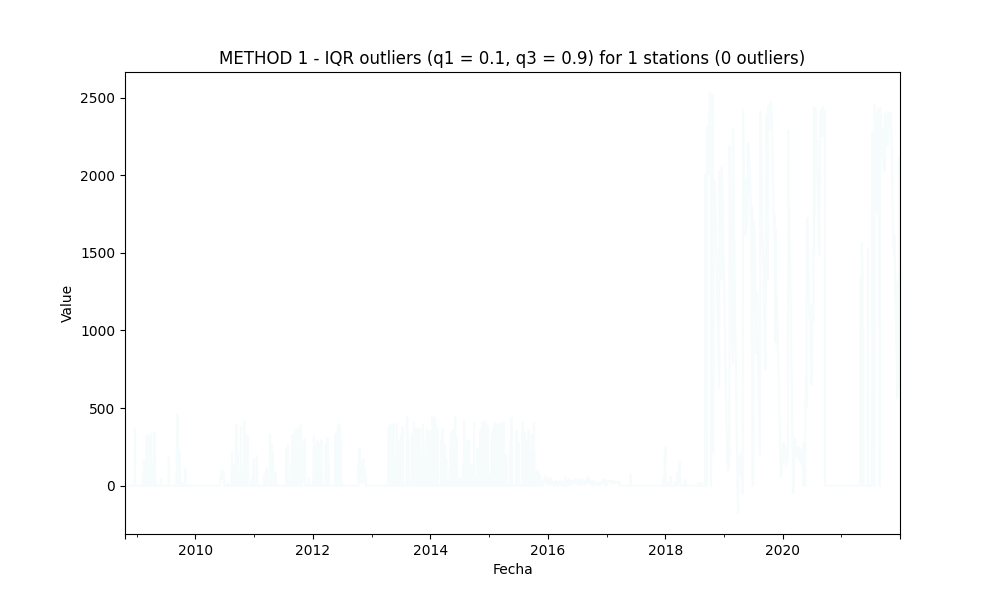 METHOD 1 - IQR outliers (q1 = 0.1, q3 = 0.9) for 1 stations (0 outliers)
2500
2000
1500
1000
500
0
Value
2010 2012 2014 2016 2018 2020
Fecha